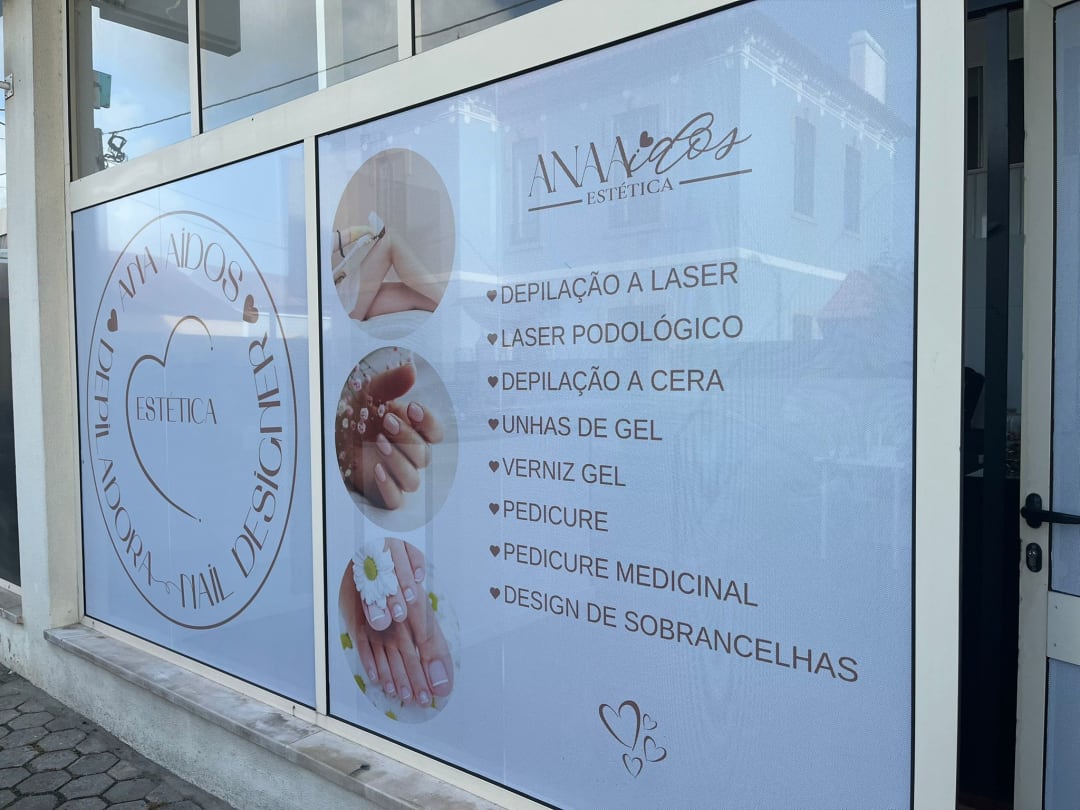 ANA AIDOS
DEPILADORA
NAIL DESIGNER
ESTÉTICA
ANA Aidos
ESTÉTICA
DEPILAÇÃO A LASER
LASER PODOLÓGICO
DEPILAÇÃO A CERA
UNHAS DE GEL
VERNIZ GEL
PEDICURE
PEDICURE MEDICINAL
DESIGN DE SOBRANCELHAS